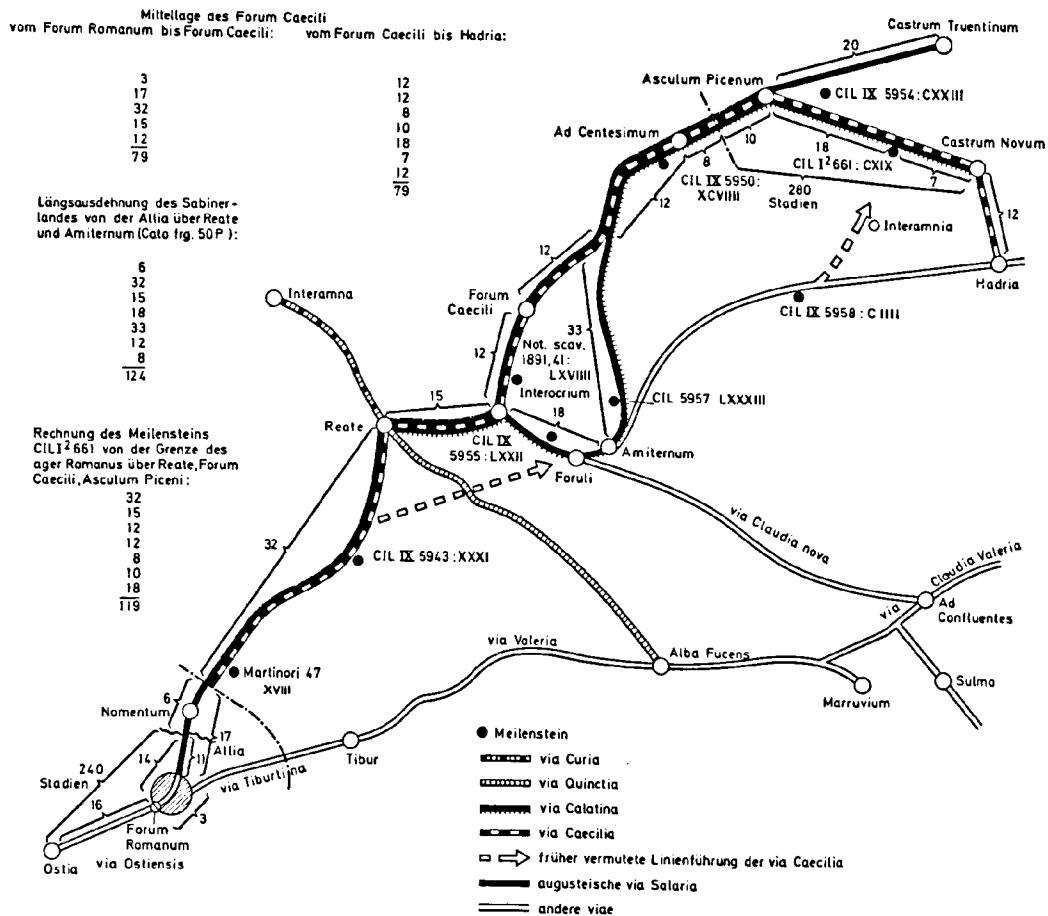 Mittellage des Forum Caecili
vom Forum Romanum bis Forum Caecili: vom Forum Caecili bis Hadria:
3
17
32
15
12
79
12
12
8
10
18
7
12
79
Längsausdehnung des Sabiner-
landes von der Allia über Reate
und Amiternum (Cato frg. 50 P):
6
32
15
18
33
12
8
124
Rechnung des Meilensteins
CIL I² 661 von der Grenze des
ager Romanus über Reate, Forum
Caecili, Asculum Piceni:
32
15
12
12
8
10
18
119
Castrum Truentinum
20
Asculum Picenum
CIL IX 5954: CXXIII
Ad Centesimum
10
18
Castrum Novum
8
CIL I² 661: CXIX
7
CIL IX 5950:
XCVIIII
280
Stadien
12
12
Interamnia
12
Hadria
CIL IX 5958: CIIII
Interamna
Forum
Caecili
33
12
Not. scav.
1891, 41:
LXVIIII
Interocrium
CIL 5957 LXXXIII
15
18
Reate
CIL IX
5955: LXXII
Amiternum
Foruli
32
via Claudia nova
CIL IX 5943: XXXI
via Claudia Valeria
Ad
Confluentes
via Valeria
Alba Fucens
Martinori 47
XVIII
Marruvium
Sulmo
6
Nomentum
17
Allia
14
11
Tibur
240
Stadien
via Tiburtina
16
3
Forum
Romanum
Ostia
via Ostiensis
Meilenstein
via Curia
via Quinctia
via Calatina
via Caecilia
früher vermutete Linienführung der via Caecilia
augusteische via Salaria
andere viae